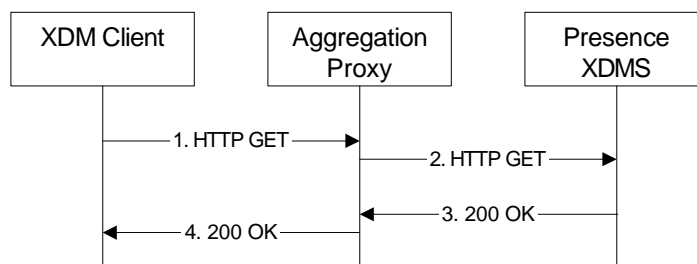 XDM Client
Aggregation
Proxy
Presence
XDMS
1. HTTP GET
2. HTTP GET
3. 200 OK
4. 200 OK